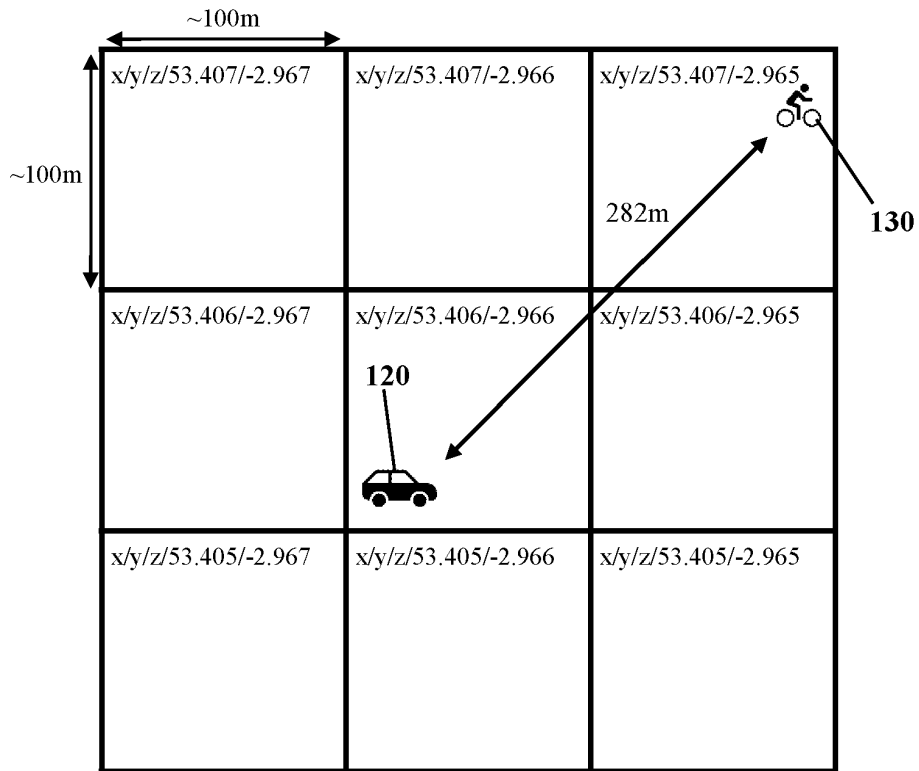 ~100m
x/y/z/53.407/-2.967
x/y/z/53.407/-2.966
x/y/z/53.407/-2.965
~100m
282m
130
x/y/z/53.406/-2.967
x/y/z/53.406/-2.966
x/y/z/53.406/-2.965
120
x/y/z/53.405/-2.967
x/y/z/53.405/-2.966
x/y/z/53.405/-2.965